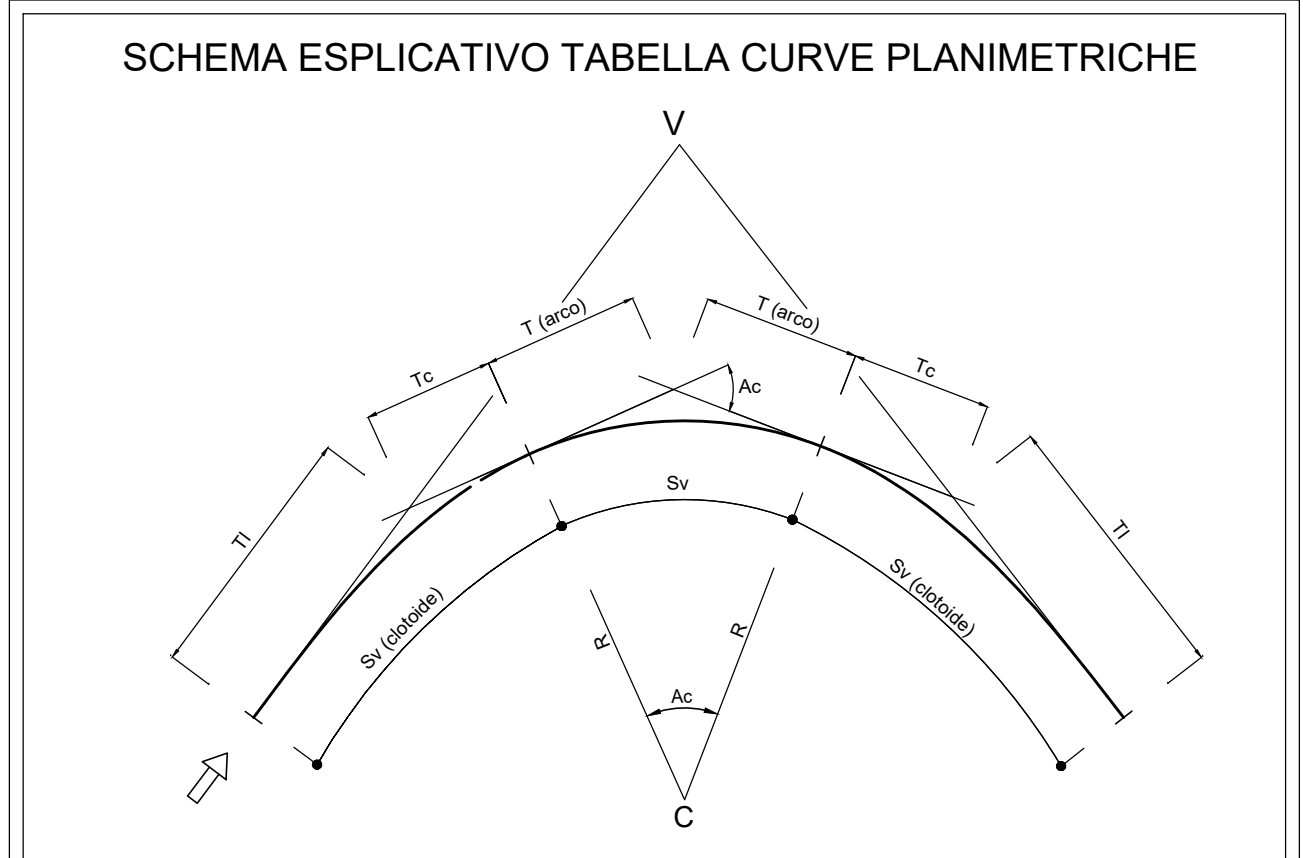 SCHEMA ESPLICATIVO TABELLA CURVE PLANIMETRICHE
V
T (arco)
T (arco)
Tc
Tc
Ac
Tl
Tl
Sv
Sv (clotoide)
Sv (clotoide)
R
R
Ac
C